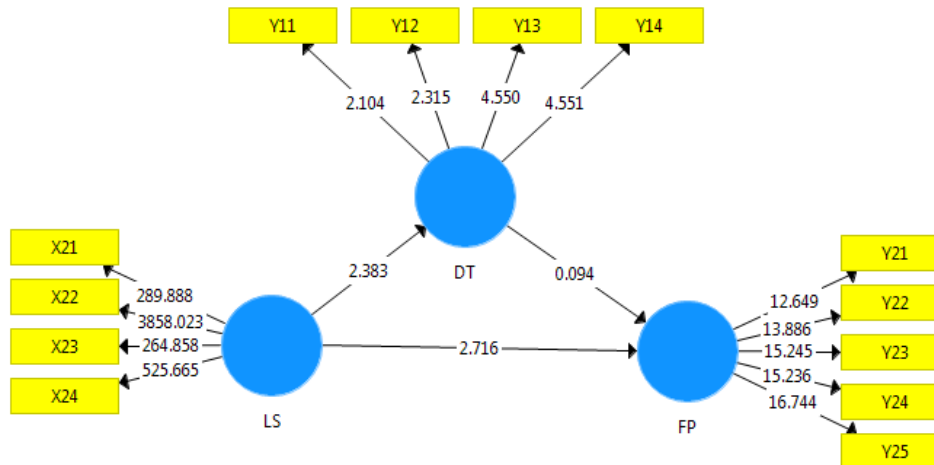 Y11 Y12 Y13 Y14
2.104 2.315 4.550 4.551
DT
2.383 0.094
X21
X22
X23
X24
289.888
3858.023
264.858
525.665
LS
2.716
FP
12.649
13.886
15.245
15.236
16.744
Y21
Y22
Y23
Y24
Y25